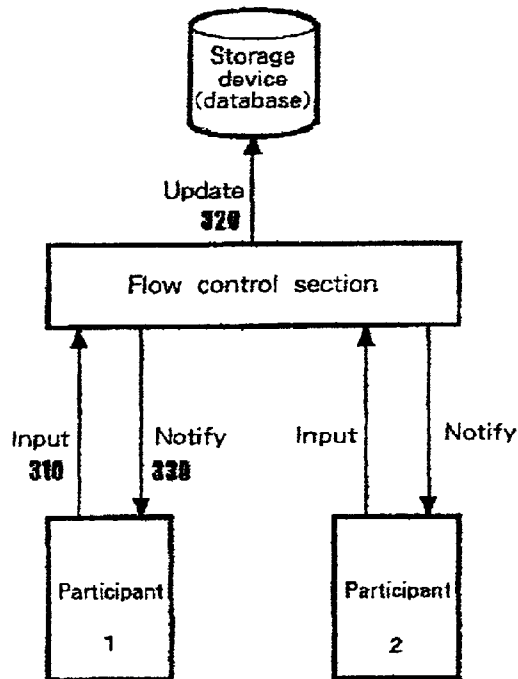 Storage
device
(database)
Update
320
Flow control section
Input
310
Notify
330
Input
Notify
Participant
1
Participant
2